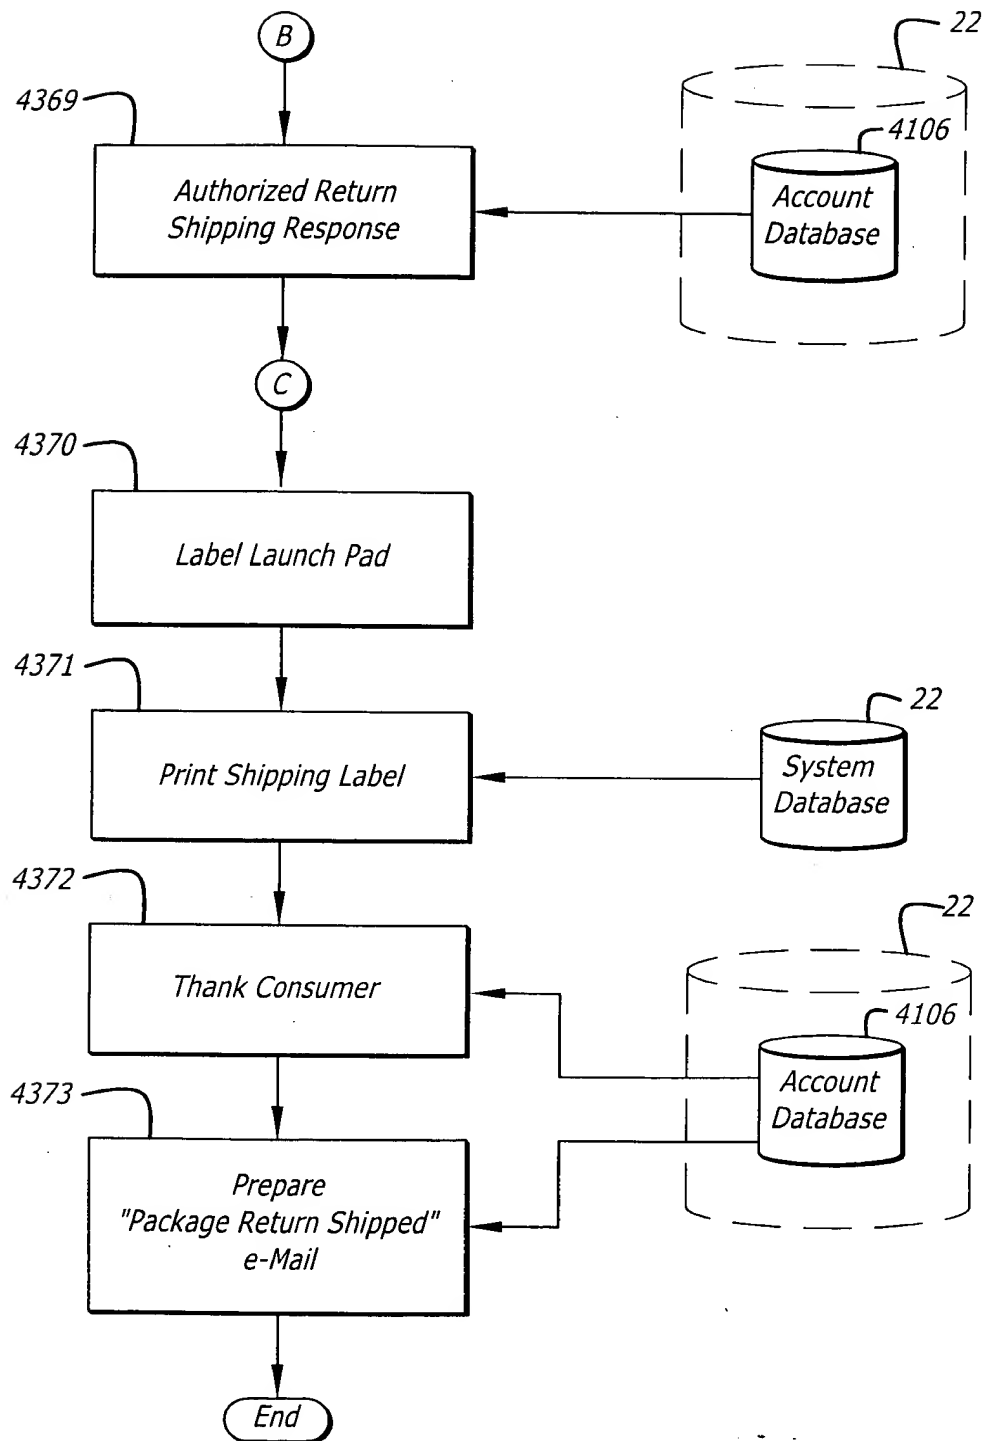 B
22
4369
4106
Authorized Return
Shipping Response
Account
Database
C
4370
Label Launch Pad
4371
22
Print Shipping Label
System
Database
4372
22
Thank Consumer
4106
Account
Database
4373
Prepare
"Package Return Shipped"
e-Mail
End